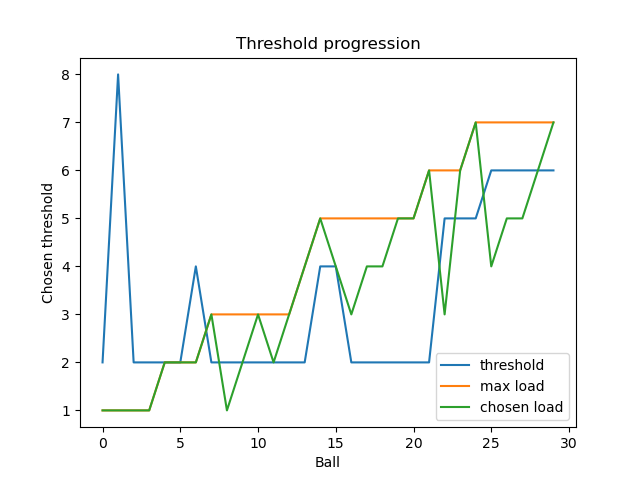 Threshold progression
Chosen threshold
8
7
6
5
4
3
2
1
0 5 10 15 20 25 30
Ball
threshold
max load
chosen load